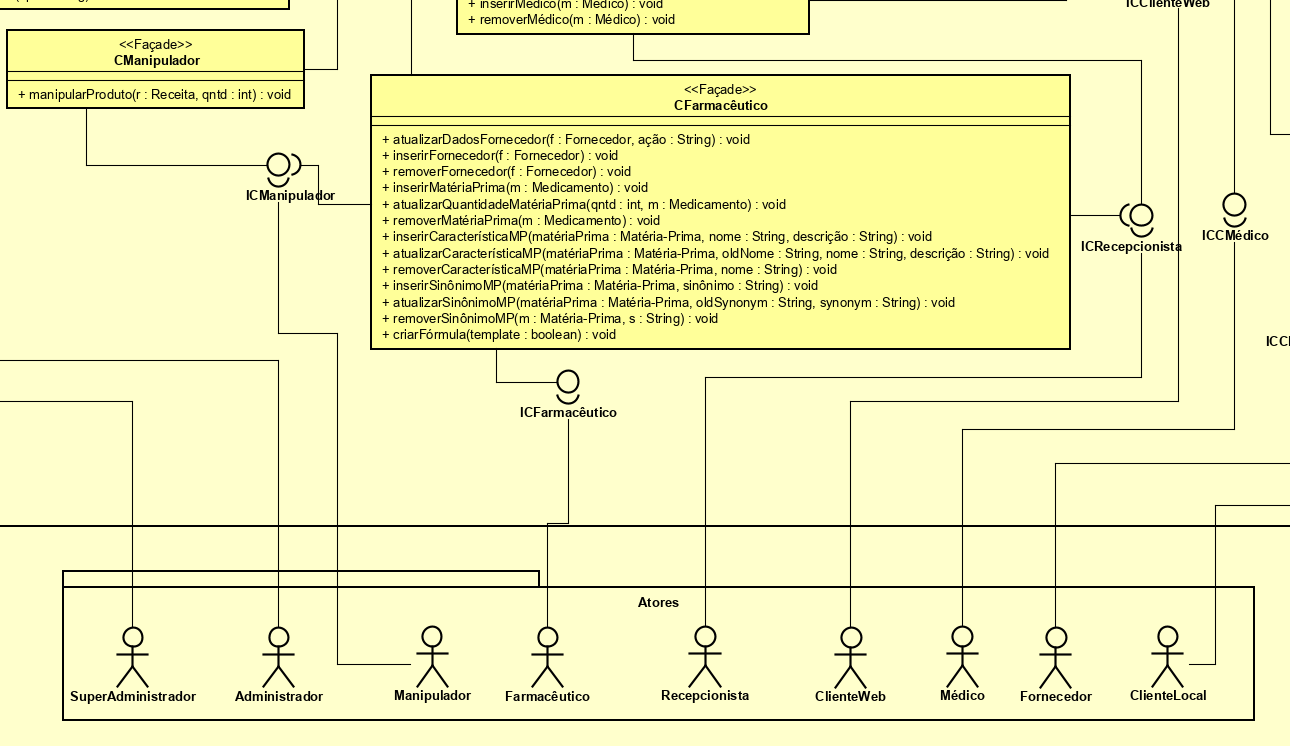 + inserirMédico(m : Médico) : void
+ removerMédico(m : Médico) : void
ICClienteWeb
<<Façade>>
CManipulador
+ manipularProduto(r : Receita, qntd : int) : void
<<Façade>>
CFarmacêutico
+ atualizarDadosFornecedor(f : Fornecedor, ação : String) : void
+ inserirFornecedor(f : Fornecedor) : void
+ removerFornecedor(f : Fornecedor) : void
+ inserirMatériaPrima(m : Medicamento) : void
+ atualizarQuantidadeMatériaPrima(qntd : int, m : Medicamento) : void
+ removerMatériaPrima(m : Medicamento) : void
+ inserirCaracterísticaMP(matériaPrima : Matéria-Prima, nome : String, descrição : String) : void
+ atualizarCaracterísticaMP(matériaPrima : Matéria-Prima, oldNome : String, nome : String, descrição : String) : void
+ removerCaracterísticaMP(matériaPrima : Matéria-Prima, nome : String) : void
+ inserirSinônimoMP(matériaPrima : Matéria-Prima, sinônimo : String) : void
+ atualizarSinônimoMP(matériaPrima : Matéria-Prima, oldSynonym : String, synonym : String) : void
+ removerSinônimoMP(m : Matéria-Prima, s : String) : void
+ criarFórmula(template : boolean) : void
ICManipulador
ICRecepcionista
ICCMédico
ICFarmacêutico
Atores
SuperAdministrador
Administrador
Manipulador
Farmacêutico
Recepcionista
ClienteWeb
Médico
Fornecedor
ClienteLocal